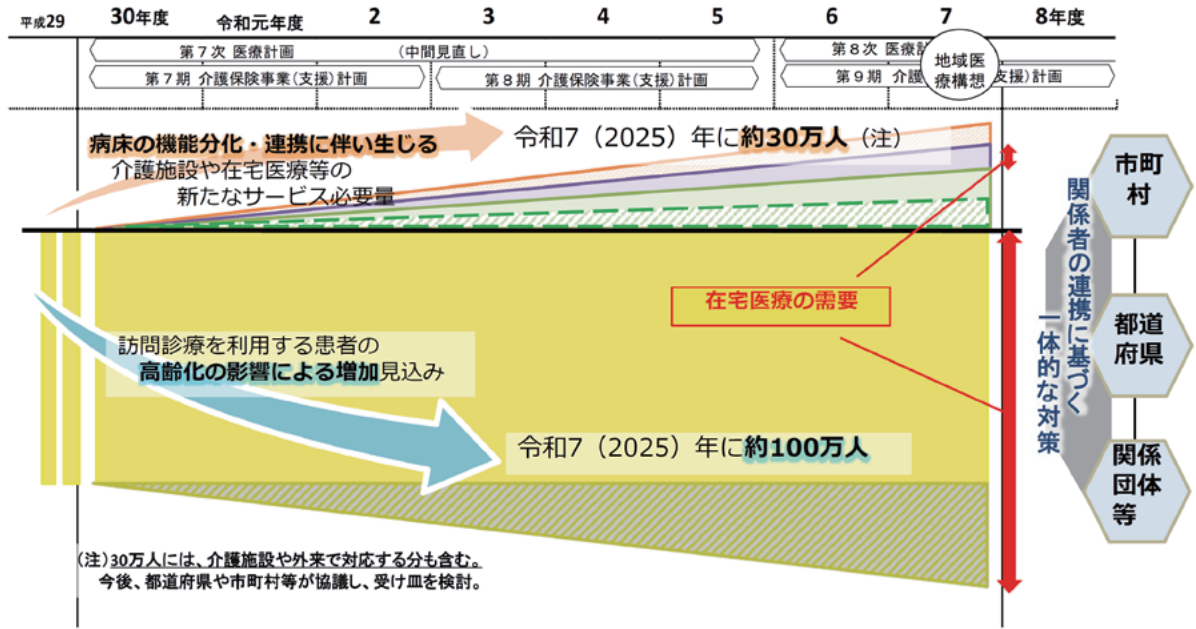 平成29 30年度 令和元年度 2 3 4 5 6 7 8年度
第７次 医療計画 （中間見直し） 第８次 医療計
第７期 介護保険事業（支援）計画 第８期 介護保険事業（支援）計画 第９期 介護 支援）計画
地域医
療構想
病床の機能分化・連携に伴い生じる
介護施設や在宅医療等の
新たなサービス必要量
令和7（2025）年に約30万人（注）
在宅医療の需要
訪問診療を利用する患者の
高齢化の影響による増加見込み
令和7（2025）年に約100万人
関係者の連携に基づく
一体的な対策
市町
村
都道
府県
関係
団体
等
（注）30万人には、介護施設や外来で対応する分も含む。
今後、都道府県や市町村等が協議し、受け皿を検討。